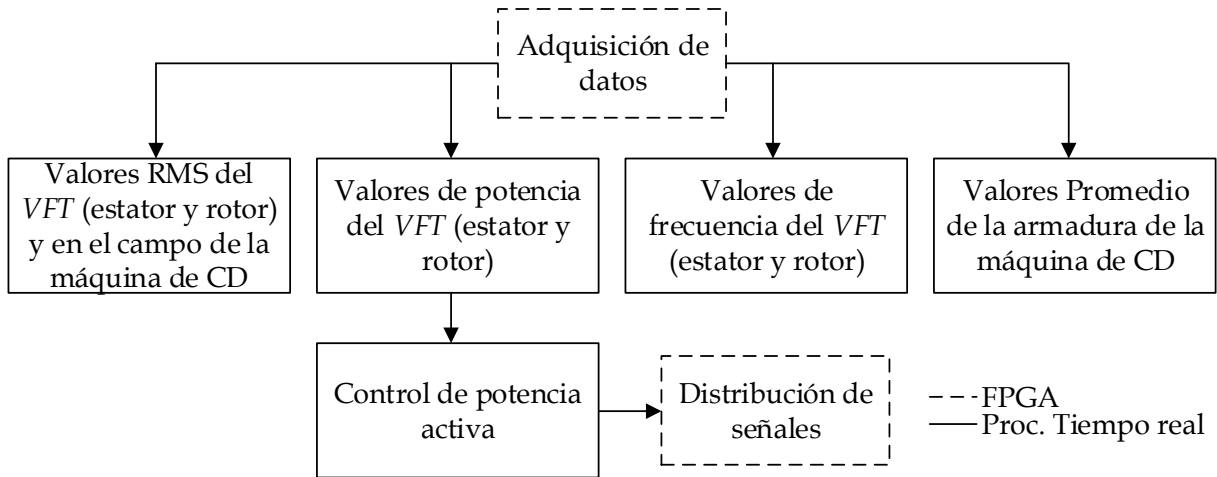 Adquisición de
datos
Valores RMS del
VFT (estator y rotor)
y en el campo de la
máquina de CD
Valores de potencia
del VFT (estator y
rotor)
Valores de
frecuencia del VFT
(estator y rotor)
Valores Promedio
de la armadura de la
máquina de CD
Control de potencia
activa
Distribución de
señales
FPGA
Proc. Tiempo real